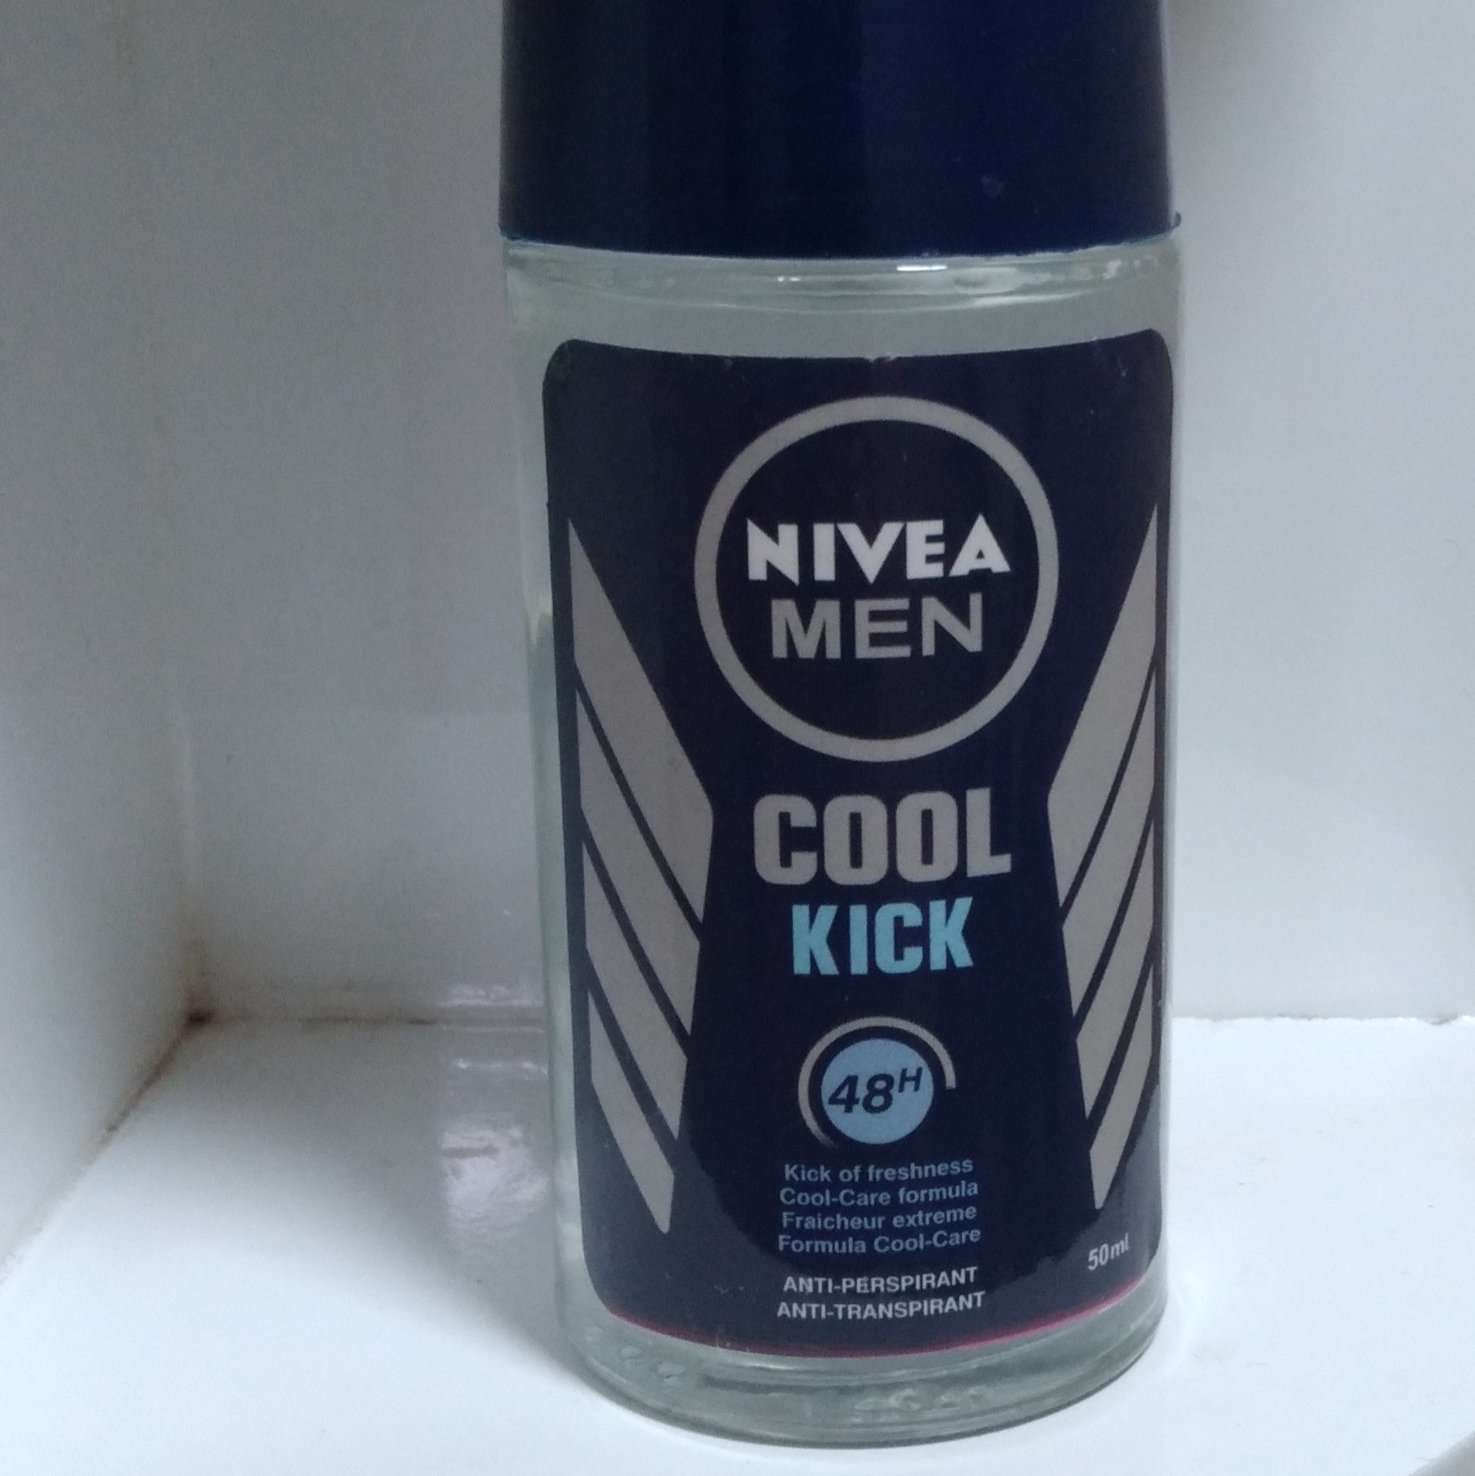 NIVEA
MEN
COOL
KICK
48H
Kick of freshness
Cool-Care formula
Fraicheur extreme
Formula Cool-Care
ANTI-PERSPIRANT
ANTI-TRANSPIRANT
50ml